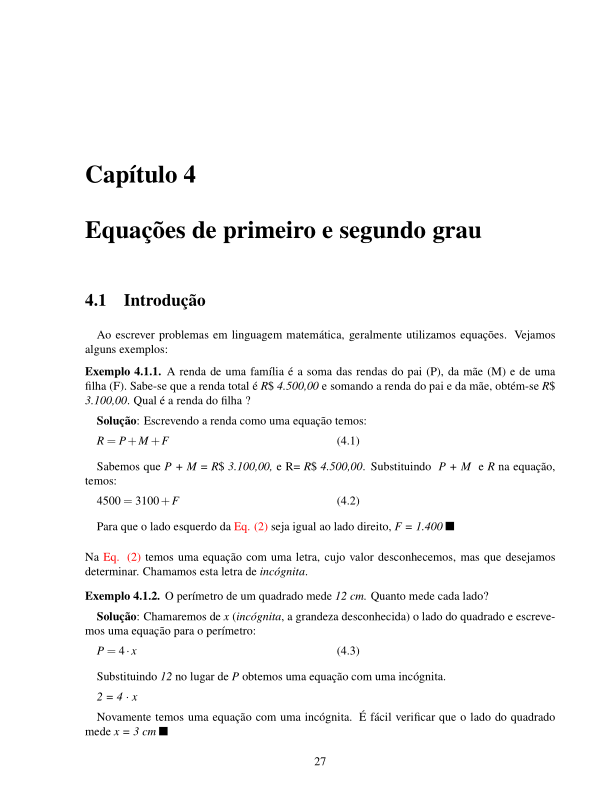 Capítulo 4
Equações de primeiro e segundo grau
4.1 Introdução
Ao escrever problemas em linguagem matemática, geralmente utilizamos equações. Vejamos
alguns exemplos:
Exemplo 4.1.1. A renda de uma família é a soma das rendas do pai (P), da mãe (M) e de uma
filha (F). Sabe-se que a renda total é R$ 4.500,00 e somando a renda do pai e da mãe, obtém-se R$
3.100,00. Qual é a renda do filha ?
Solução: Escrevendo a renda como uma equação temos:
R = P + M + F (4.1)
Sabemos que P + M = R$ 3.100,00, e R= R$ 4.500,00. Substituindo P + M e R na equação,
temos:
4500 = 3100 + F (4.2)
Para que o lado esquerdo da Eq. (2) seja igual ao lado direito, F = 1.400 ■
Na Eq. (2) temos uma equação com uma letra, cujo valor desconhecemos, mas que desejamos
determinar. Chamamos esta letra de incógnita.
Exemplo 4.1.2. O perímetro de um quadrado mede 12 cm. Quanto mede cada lado?
Solução: Chamaremos de x (incógnita, a grandeza desconhecida) o lado do quadrado e escreve-
mos uma equação para o perímetro:
P = 4 · x (4.3)
Substituindo 12 no lugar de P obtemos uma equação com uma incógnita.
2 = 4 · x
Novamente temos uma equação com uma incógnita. É fácil verificar que o lado do quadrado
mede x = 3 cm ■
27